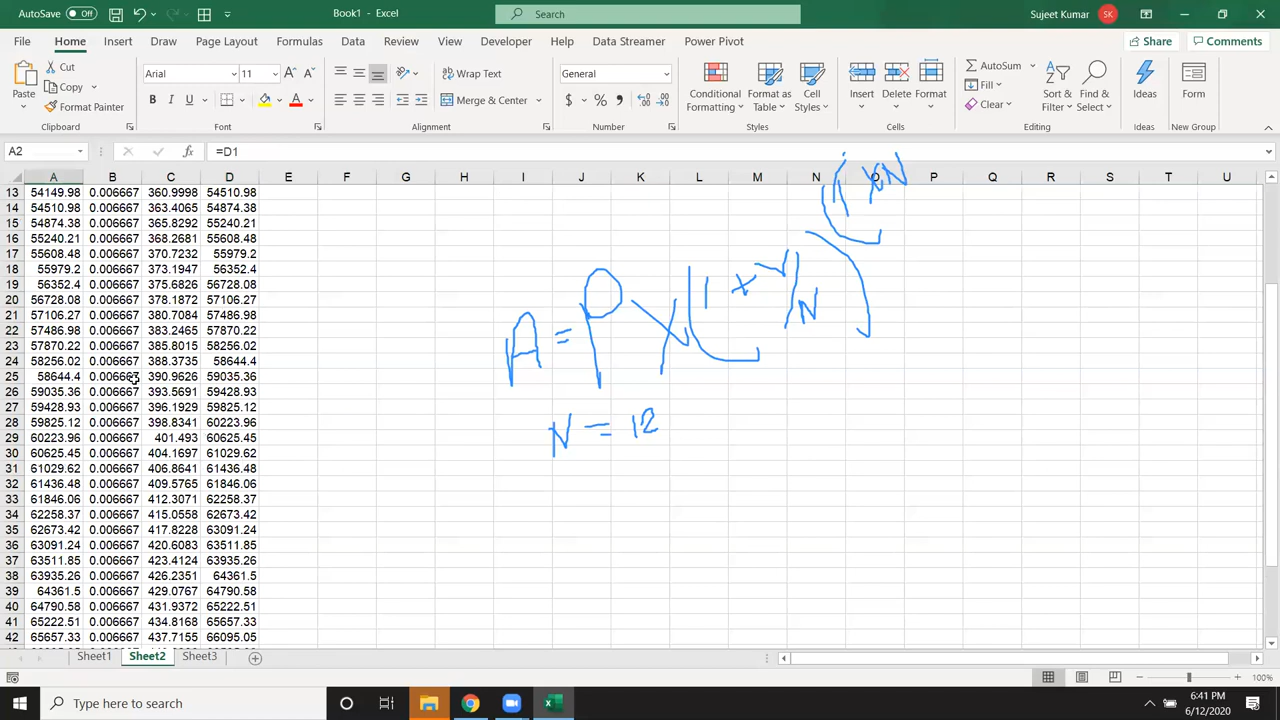 AutoSave Off Book1 - Excel Search Sujeet Kumar SK
File Home Insert Draw Page Layout Formulas Data Review View Developer Help Data Streamer Power Pivot Share Comments
Paste Cut Copy Format Painter Clipboard
Arial 11 A A B I U A Font
Wrap Text Merge & Center Alignment
General $ % , Number
Conditional Formatting Format as Table Cell Styles Styles
Insert Delete Format Cells
AutoSum Fill Clear Sort & Filter Find & Select Editing
Ideas Ideas
Form New Group
A2 fx =D1
A B C D E F G H I J K L M N O P Q R S T U
13 54149.98 0.006667 360.9998 54510.98
14 54510.98 0.006667 363.4065 54874.38
15 54874.38 0.006667 365.8292 55240.21
16 55240.21 0.006667 368.2681 55608.48
17 55608.48 0.006667 370.7232 55979.2
18 55979.2 0.006667 373.1947 56352.4
19 56352.4 0.006667 375.6826 56728.08
20 56728.08 0.006667 378.1872 57106.27
21 57106.27 0.006667 380.7084 57486.98
22 57486.98 0.006667 383.2465 57870.22
23 57870.22 0.006667 385.8015 58256.02
24 58256.02 0.006667 388.3735 58644.4
25 58644.4 0.006667 390.9626 59035.36
26 59035.36 0.006667 393.5691 59428.93
27 59428.93 0.006667 396.1929 59825.12
28 59825.12 0.006667 398.8341 60223.96
29 60223.96 0.006667 401.493 60625.45
30 60625.45 0.006667 404.1697 61029.62
31 61029.62 0.006667 406.8641 61436.48
32 61436.48 0.006667 409.5765 61846.06
33 61846.06 0.006667 412.3071 62258.37
34 62258.37 0.006667 415.0558 62673.42
35 62673.42 0.006667 417.8228 63091.24
36 63091.24 0.006667 420.6083 63511.85
37 63511.85 0.006667 423.4124 63935.26
38 63935.26 0.006667 426.2351 64361.5
39 64361.5 0.006667 429.0767 64790.58
40 64790.58 0.006667 431.9372 65222.51
41 65222.51 0.006667 434.8168 65657.33
42 65657.33 0.006667 437.7155 66095.05
A = P × (1 + r/N)
N = 12
Sheet1 Sheet2 Sheet3
100%
Type here to search
6:41 PM
6/12/2020